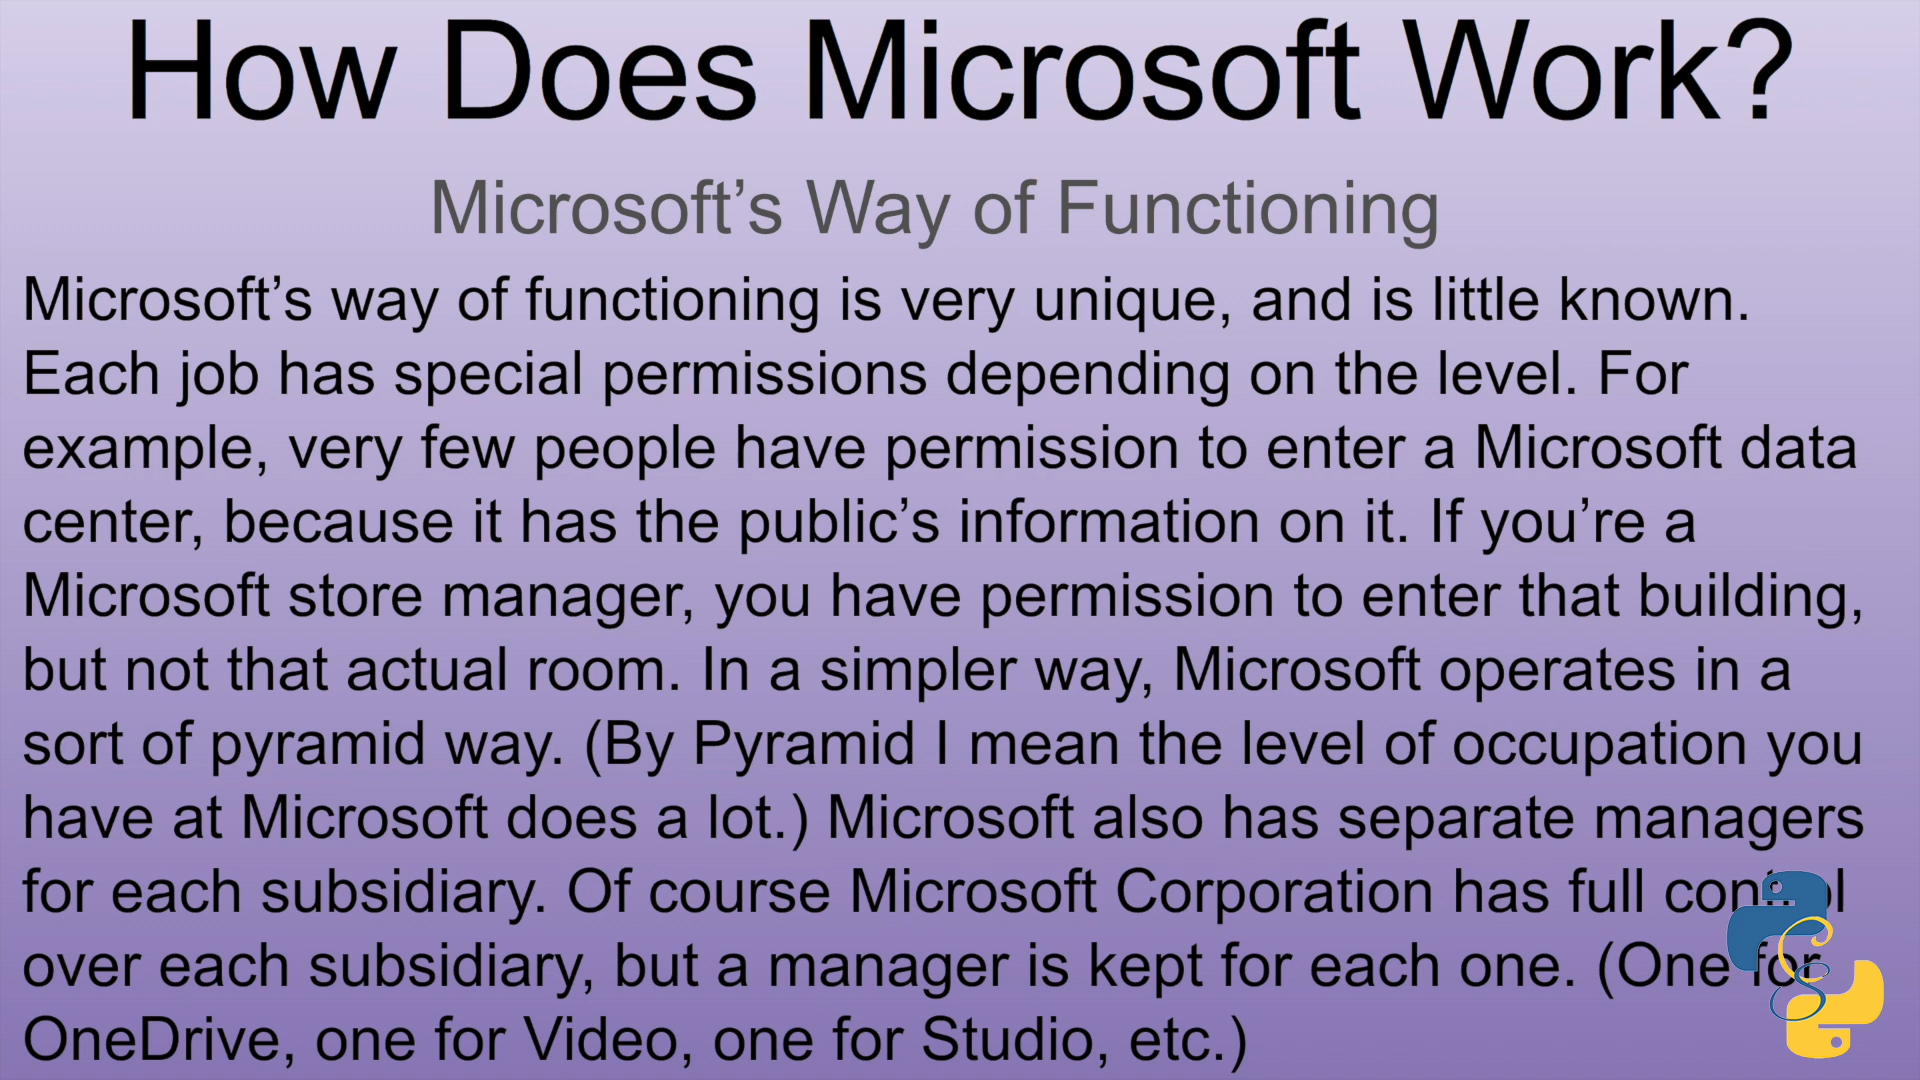 How Does Microsoft Work?
Microsoft’s Way of Functioning
Microsoft’s way of functioning is very unique, and is little known.
Each job has special permissions depending on the level. For
example, very few people have permission to enter a Microsoft data
center, because it has the public’s information on it. If you’re a
Microsoft store manager, you have permission to enter that building,
but not that actual room. In a simpler way, Microsoft operates in a
sort of pyramid way. (By Pyramid I mean the level of occupation you
have at Microsoft does a lot.) Microsoft also has separate managers
for each subsidiary. Of course Microsoft Corporation has full control
over each subsidiary, but a manager is kept for each one. (One for
OneDrive, one for Video, one for Studio, etc.)